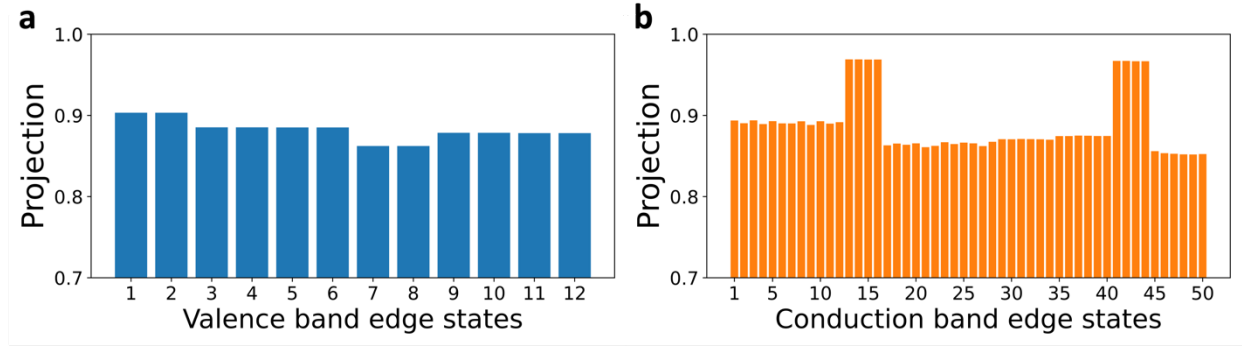 a
1.0
0.9
0.8
0.7
Projection
1 2 3 4 5 6 7 8 9 10 11 12
Valence band edge states
b
1.0
0.9
0.8
0.7
Projection
1 5 10 15 20 25 30 35 40 45 50
Conduction band edge states